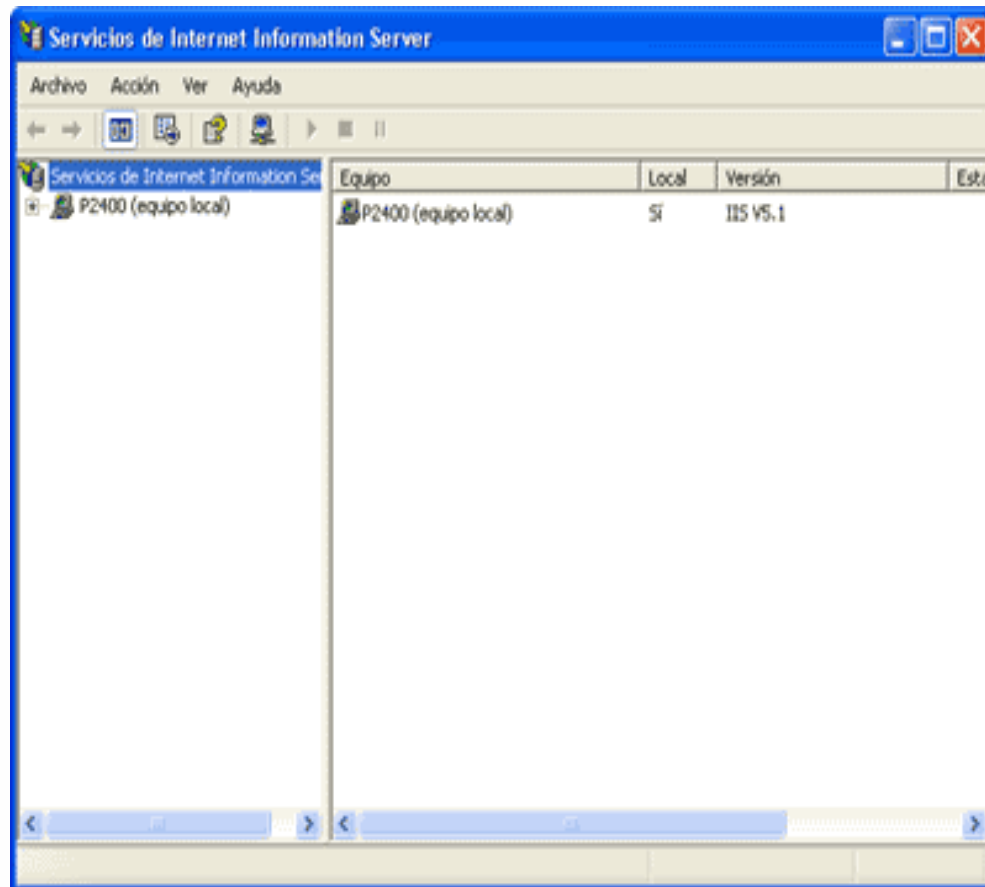 Servicios de Internet Information Server
Archivo Acción Ver Ayuda
Servicios de Internet Information Se
P2400 (equipo local)
Equipo Local Versión Esta
P2400 (equipo local) Sí IIS V5.1